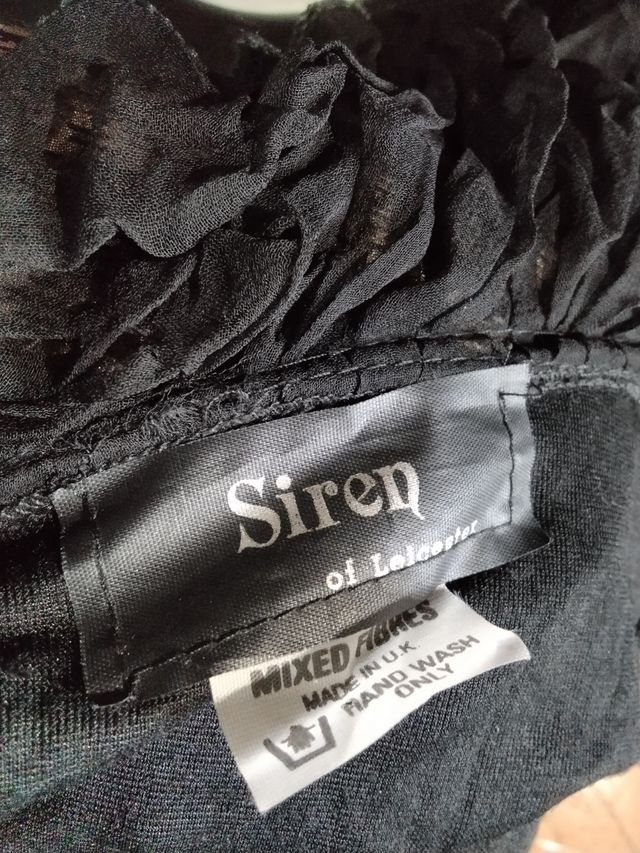 Siren
of Leicester
MIXED FIBRES
MADE IN U.K.
HAND WASH
ONLY